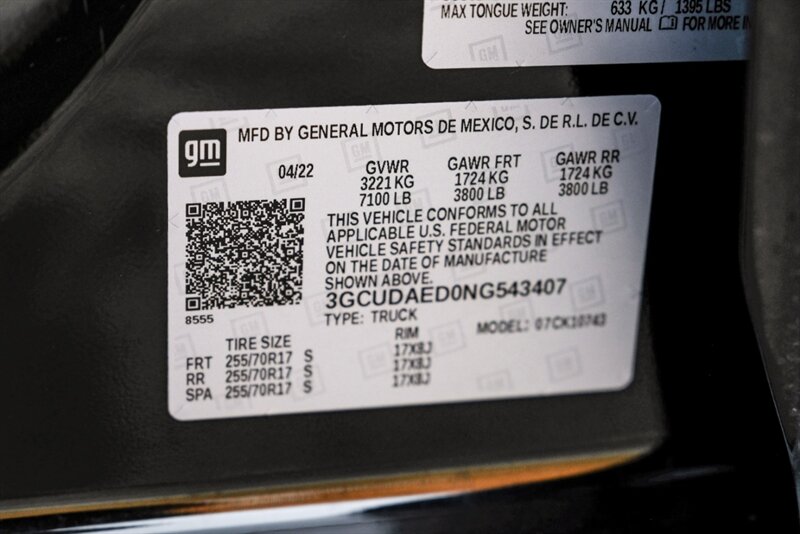 MAX TONGUE WEIGHT: 633 KG / 1395 LBS
SEE OWNER'S MANUAL FOR MORE IN
gm
MFD BY GENERAL MOTORS DE MEXICO, S. DE R.L. DE C.V.
04/22 GVWR GAWR FRT GAWR RR
3221 KG 1724 KG 1724 KG
7100 LB 3800 LB 3800 LB
THIS VEHICLE CONFORMS TO ALL
APPLICABLE U.S. FEDERAL MOTOR
VEHICLE SAFETY STANDARDS IN EFFECT
ON THE DATE OF MANUFACTURE
SHOWN ABOVE.
3GCUDAED0NG543407
8555
TYPE: TRUCK MODEL: 07CK10743
TIRE SIZE RIM
FRT 255/70R17 S 17X8J
RR 255/70R17 S 17X8J
SPA 255/70R17 S 17X8J